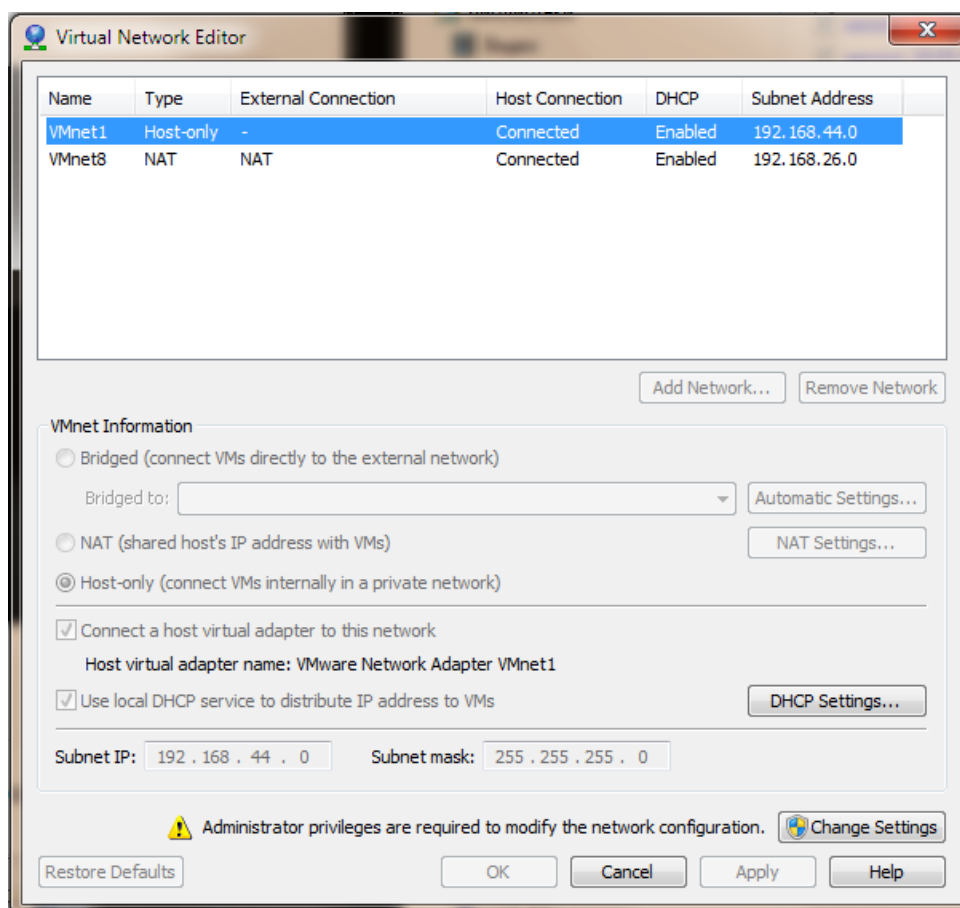 Virtual Network Editor
Name Type External Connection Host Connection DHCP Subnet Address
VMnet1 Host-only - Connected Enabled 192.168.44.0
VMnet8 NAT NAT Connected Enabled 192.168.26.0
Add Network... Remove Network
VMnet Information
Bridged (connect VMs directly to the external network)
Bridged to: Automatic Settings...
NAT (shared host's IP address with VMs) NAT Settings...
Host-only (connect VMs internally in a private network)
Connect a host virtual adapter to this network
Host virtual adapter name: VMware Network Adapter VMnet1
Use local DHCP service to distribute IP address to VMs DHCP Settings...
Subnet IP: 192 . 168 . 44 . 0 Subnet mask: 255 . 255 . 255 . 0
Administrator privileges are required to modify the network configuration. Change Settings
Restore Defaults OK Cancel Apply Help